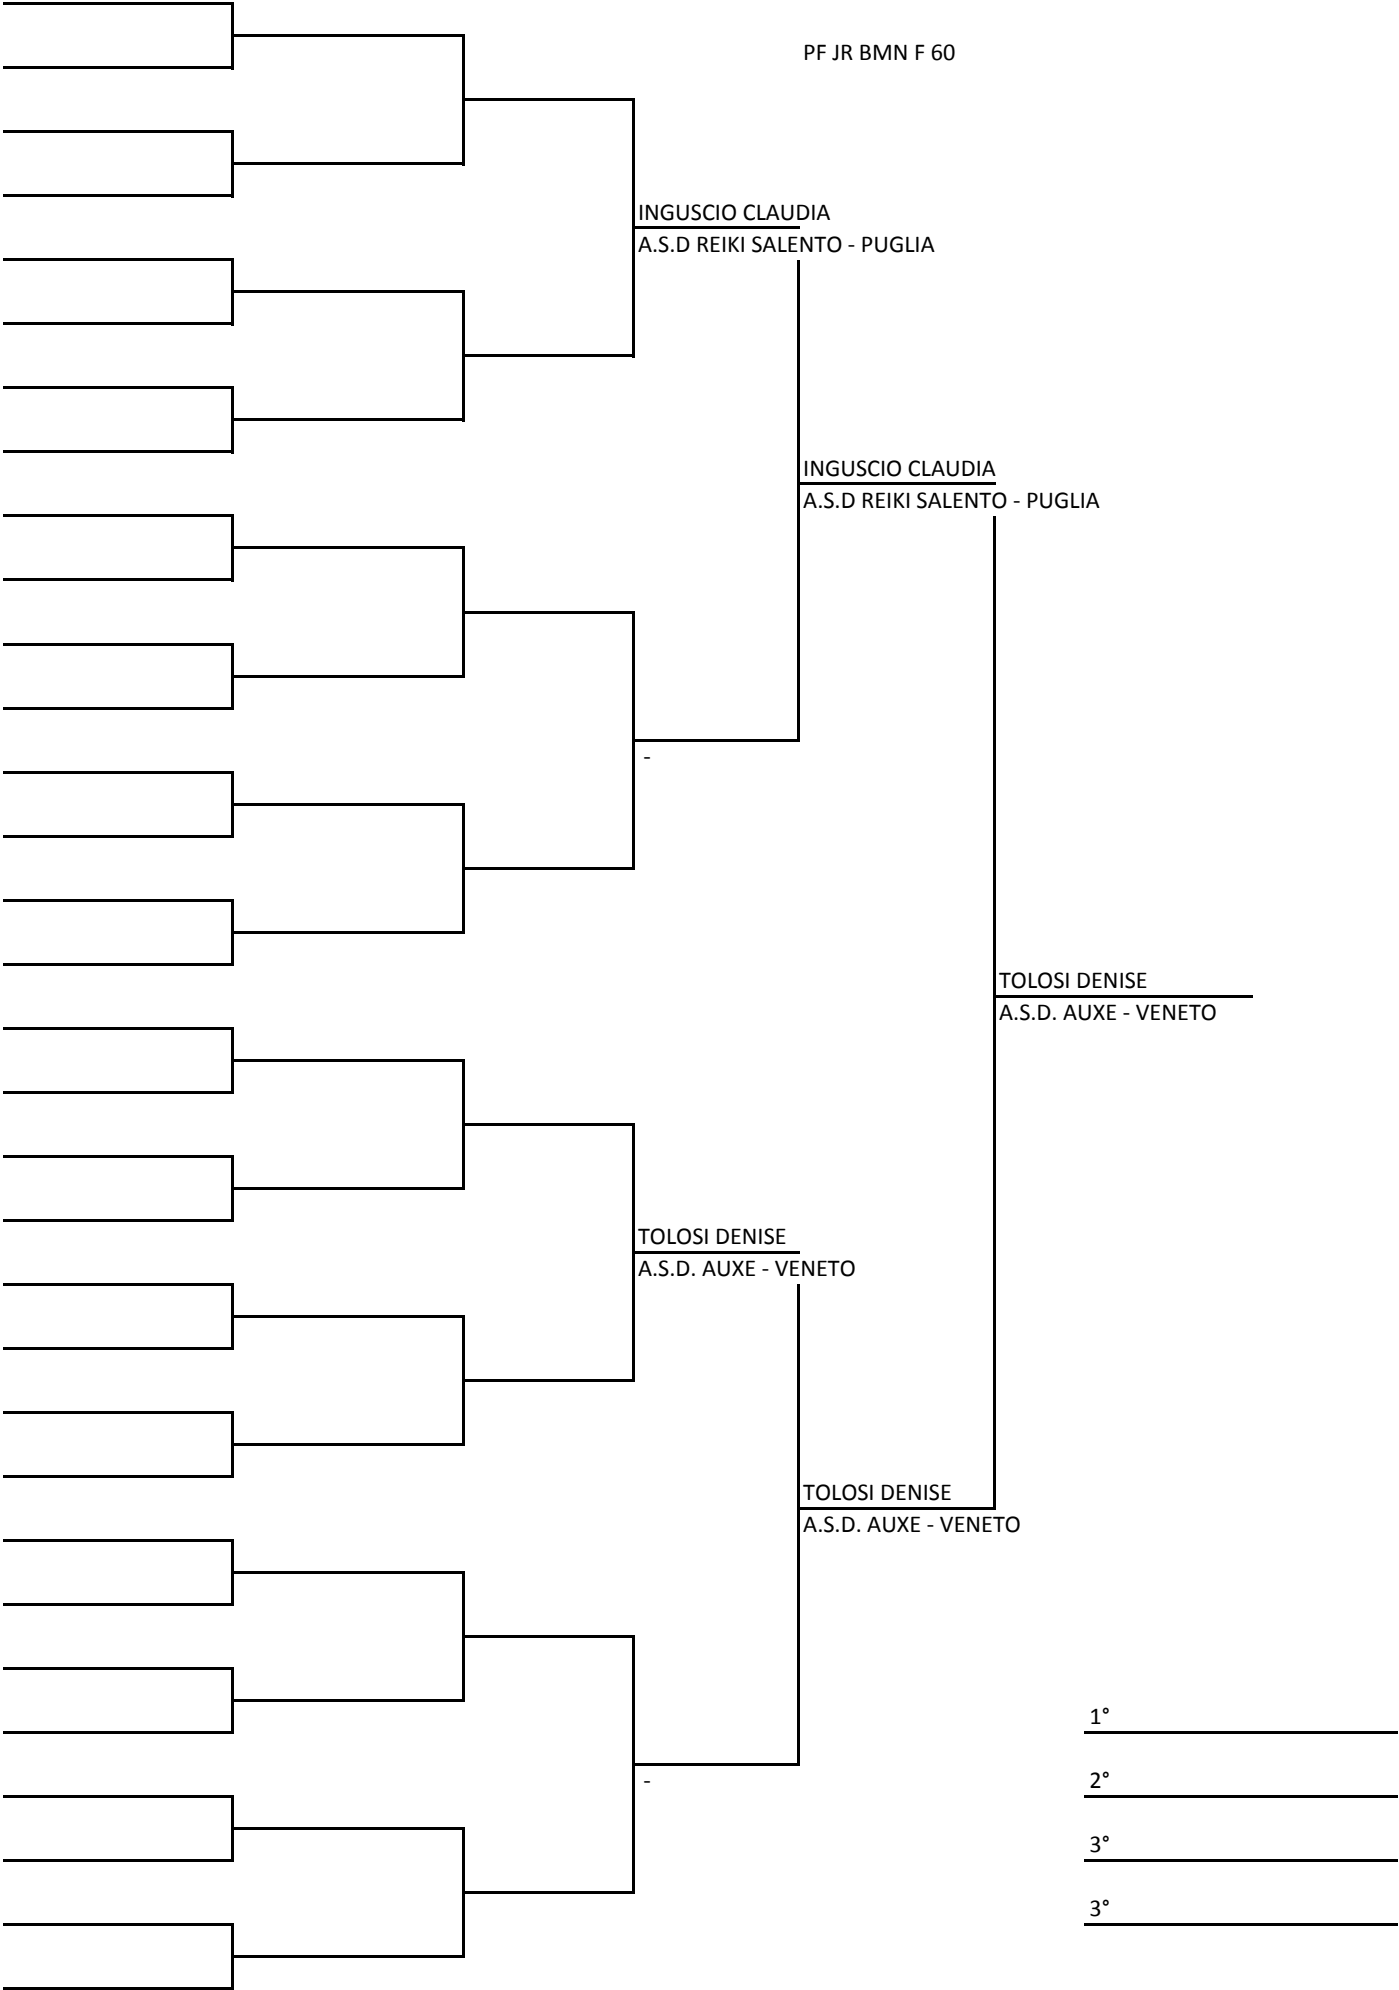 PF JR BMN F 60
INGUSCIO CLAUDIA
A.S.D REIKI SALENTO - PUGLIA
INGUSCIO CLAUDIA
A.S.D REIKI SALENTO - PUGLIA
-
TOLOSI DENISE
A.S.D. AUXE - VENETO
TOLOSI DENISE
A.S.D. AUXE - VENETO
TOLOSI DENISE
A.S.D. AUXE - VENETO
1°
-
2°
3°
3°